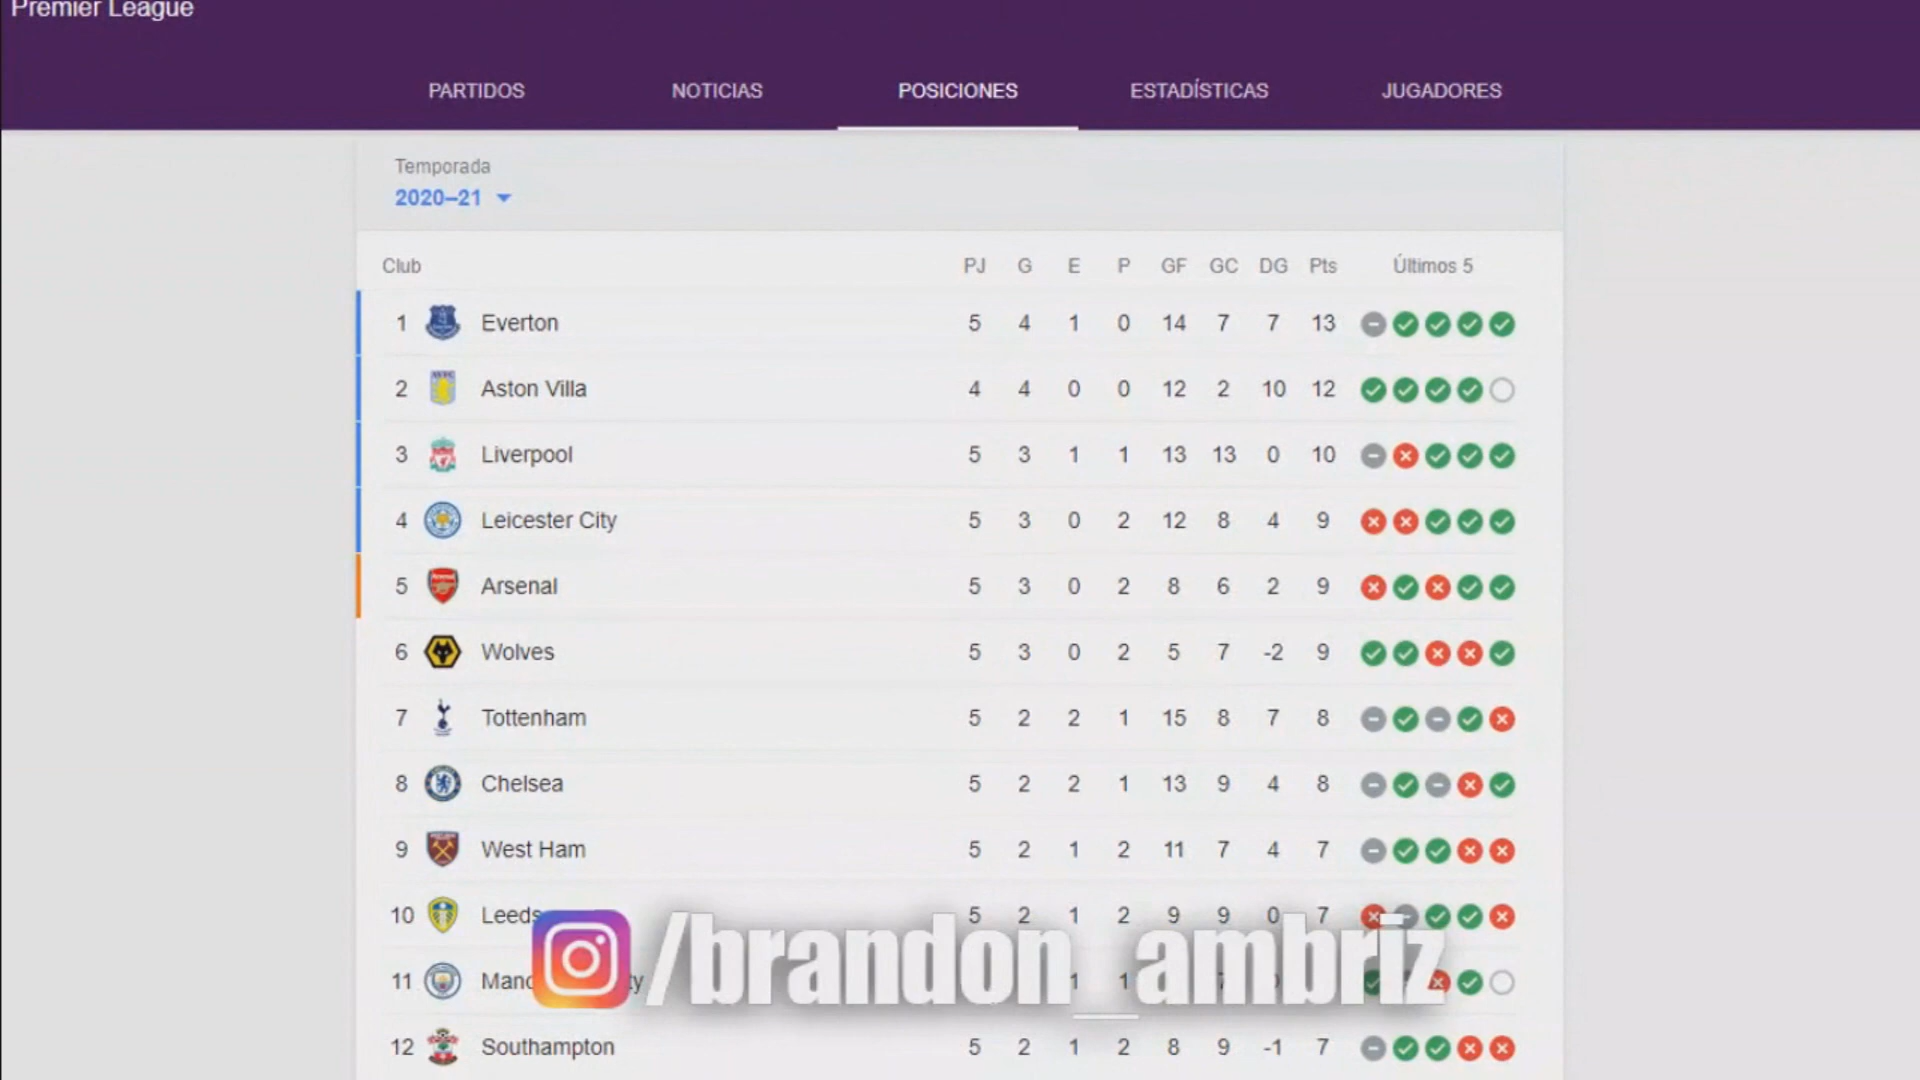 Premier League
PARTIDOS NOTICIAS POSICIONES ESTADÍSTICAS JUGADORES
Temporada
2020–21
Club PJ G E P GF GC DG Pts Últimos 5
1 Everton 5 4 1 0 14 7 7 13
2 Aston Villa 4 4 0 0 12 2 10 12
3 Liverpool 5 3 1 1 13 13 0 10
4 Leicester City 5 3 0 2 12 8 4 9
5 Arsenal 5 3 0 2 8 6 2 9
6 Wolves 5 3 0 2 5 7 -2 9
7 Tottenham 5 2 2 1 15 8 7 8
8 Chelsea 5 2 2 1 13 9 4 8
9 West Ham 5 2 1 2 11 7 4 7
10 Leeds 5 2 1 2 9 9 0 7
/brandon_ambriz
11 1 1
12 Southampton 5 2 1 2 8 9 -1 7